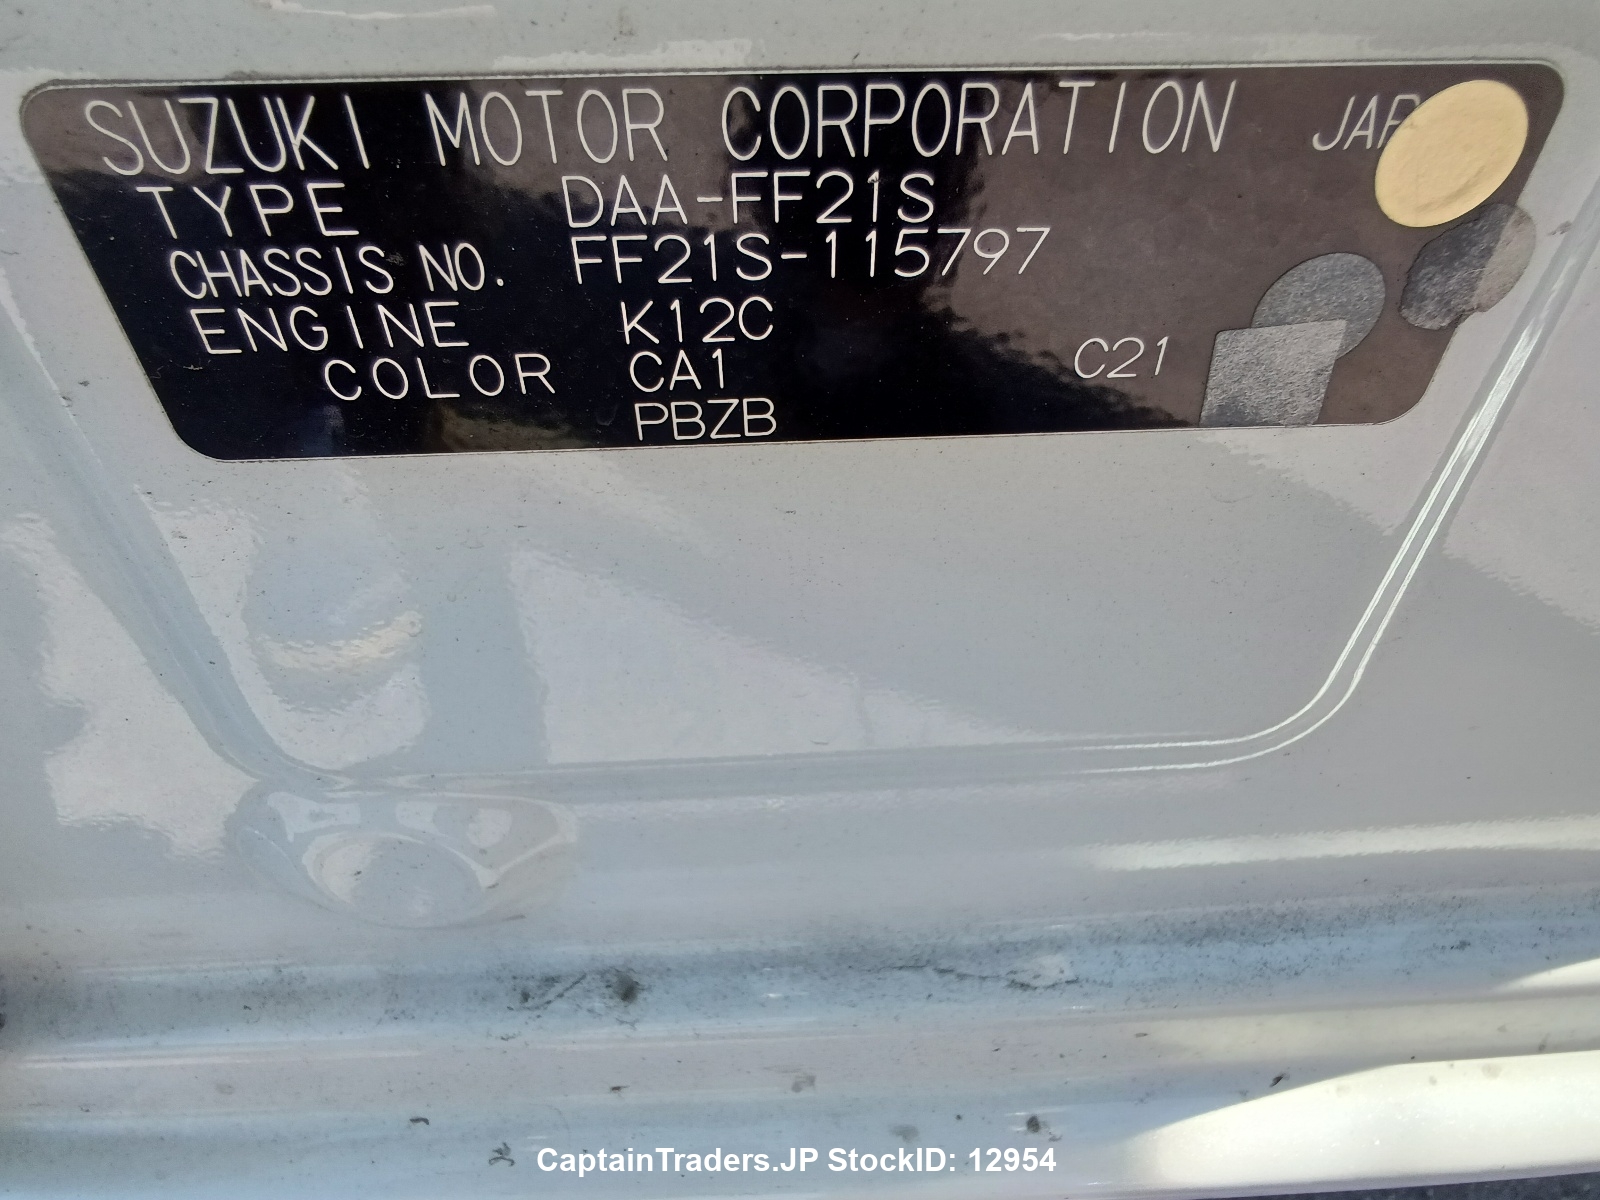 SUZUKI MOTOR CORPORATION
TYPE DAA-FF21S
CHASSIS NO. FF21S-115797
ENGINE K12C
COLOR CA1 C21
PBZB
CaptainTraders.JP StockID: 12954